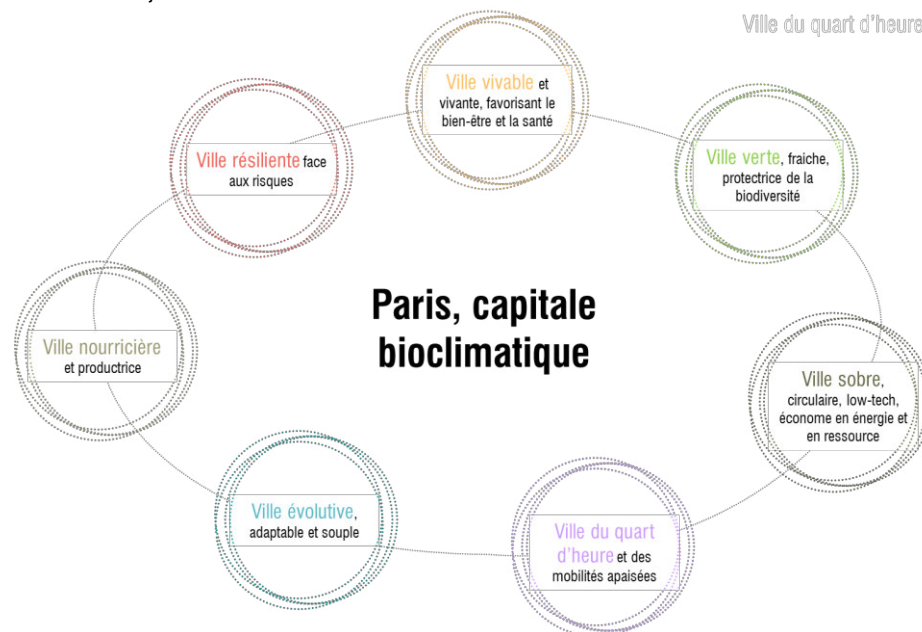 Ville du quart d'heure
Ville vivable et
vivante, favorisant le
bien-être et la santé
Ville résiliente face
aux risques
Ville verte, fraiche,
protectrice de la
biodiversité
Paris, capitale
bioclimatique
Ville nourricière
et productrice
Ville sobre,
circulaire, low-tech,
économe en énergie et
en ressource
Ville évolutive,
adaptable et souple
Ville du quart
d'heure et des
mobilités apaisées